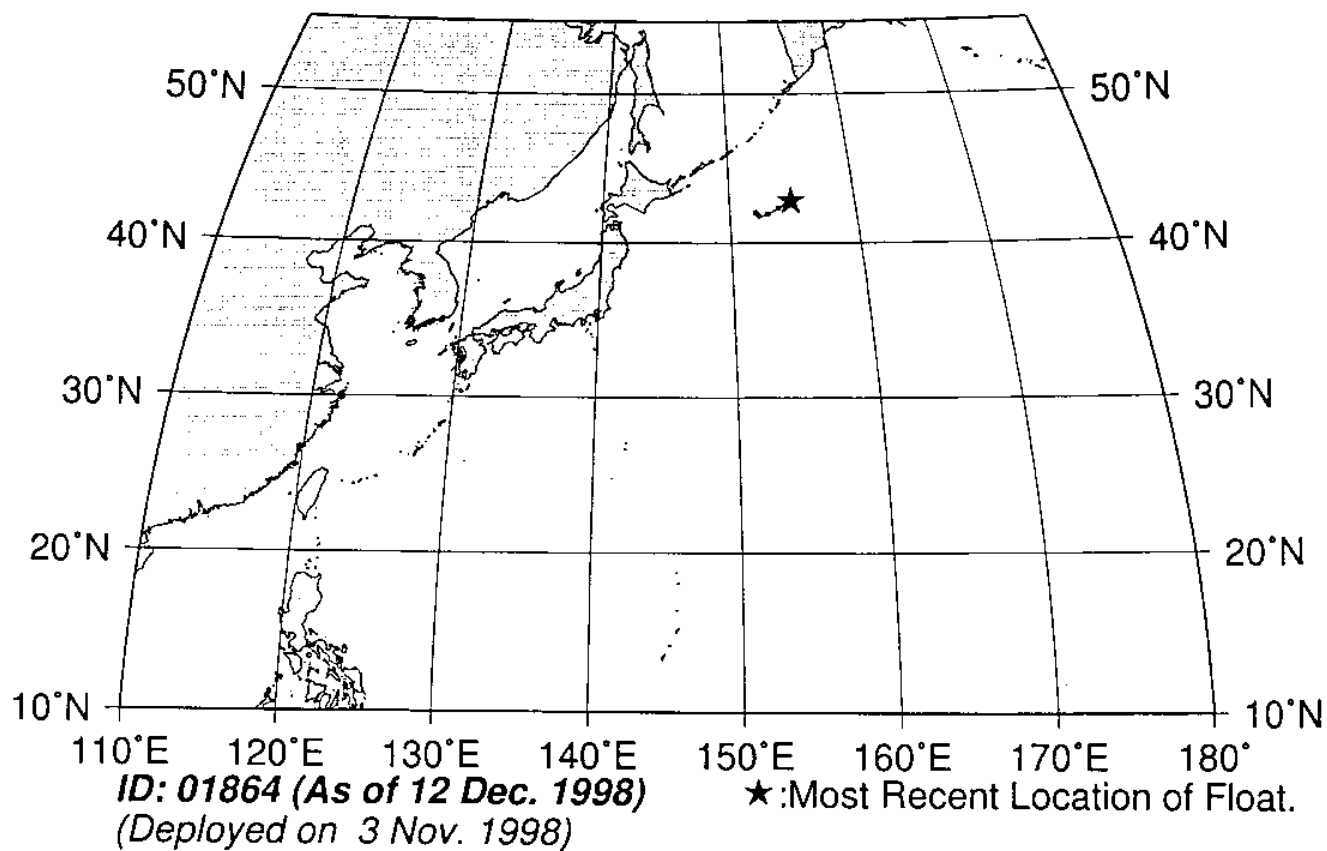 50°N 50°N
40°N 40°N
30°N 30°N
20°N 20°N
10°N 10°N
110°E 120°E 130°E 140°E 150°E 160°E 170°E 180°
ID: 01864 (As of 12 Dec. 1998) ★:Most Recent Location of Float.
(Deployed on 3 Nov. 1998)